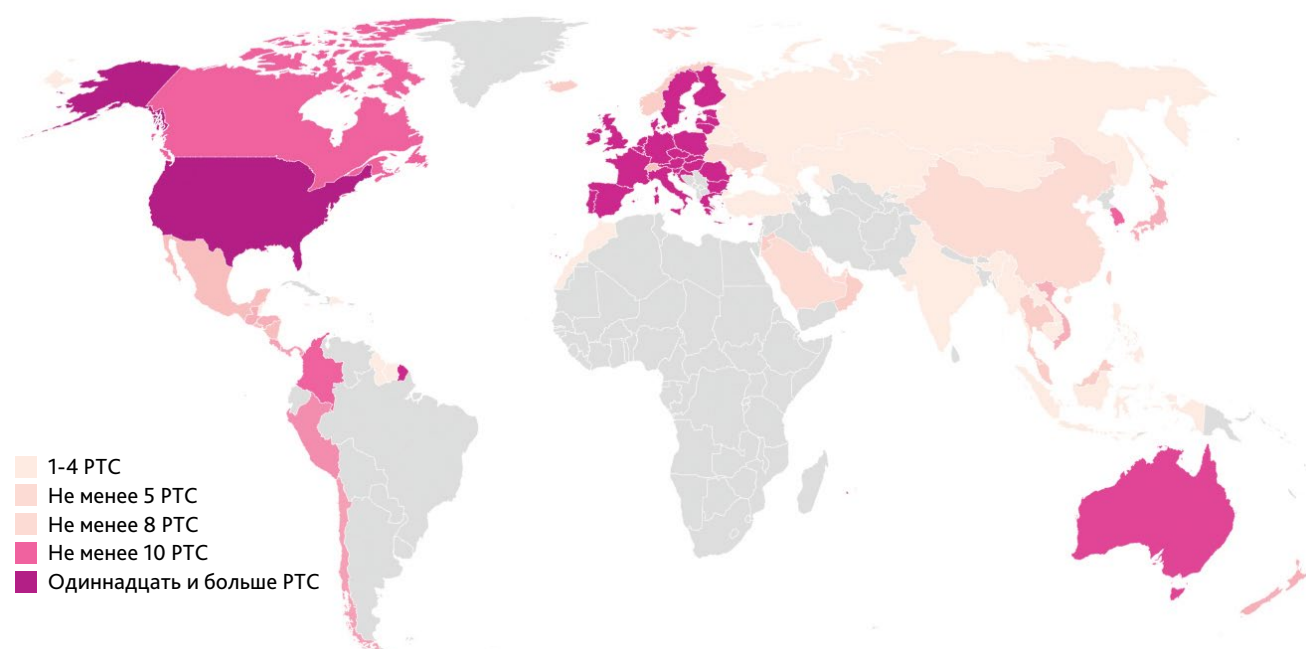 1-4 РТС
Не менее 5 РТС
Не менее 8 РТС
Не менее 10 РТС
Одиннадцать и больше РТС